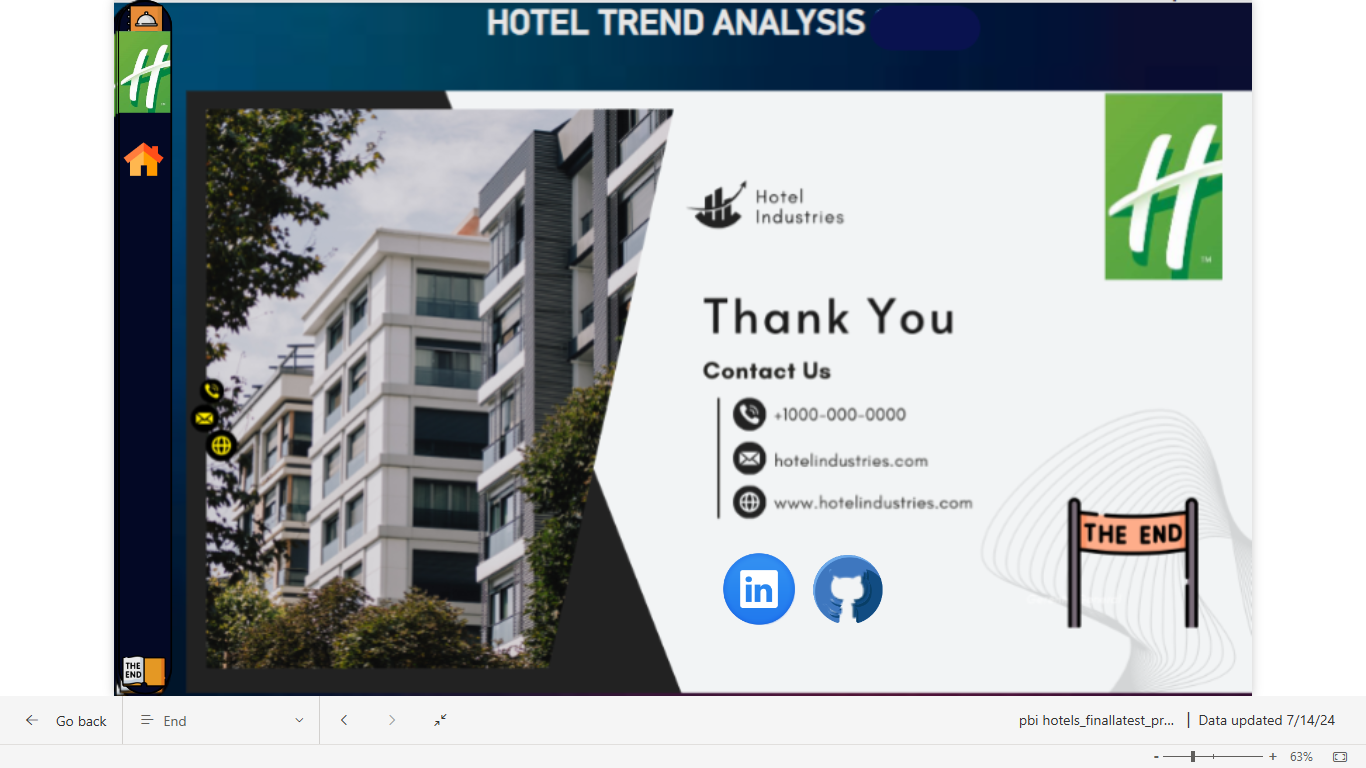 HOTEL TREND ANALYSIS
H
H
TM
Hotel
Industries
Thank You
Contact Us
+1000-000-0000
hotelindustries.com
www.hotelindustries.com
in
THE END
THE
END
Go back
End
pbi hotels_finallatest_pr...
Data updated 7/14/24
- + 63%